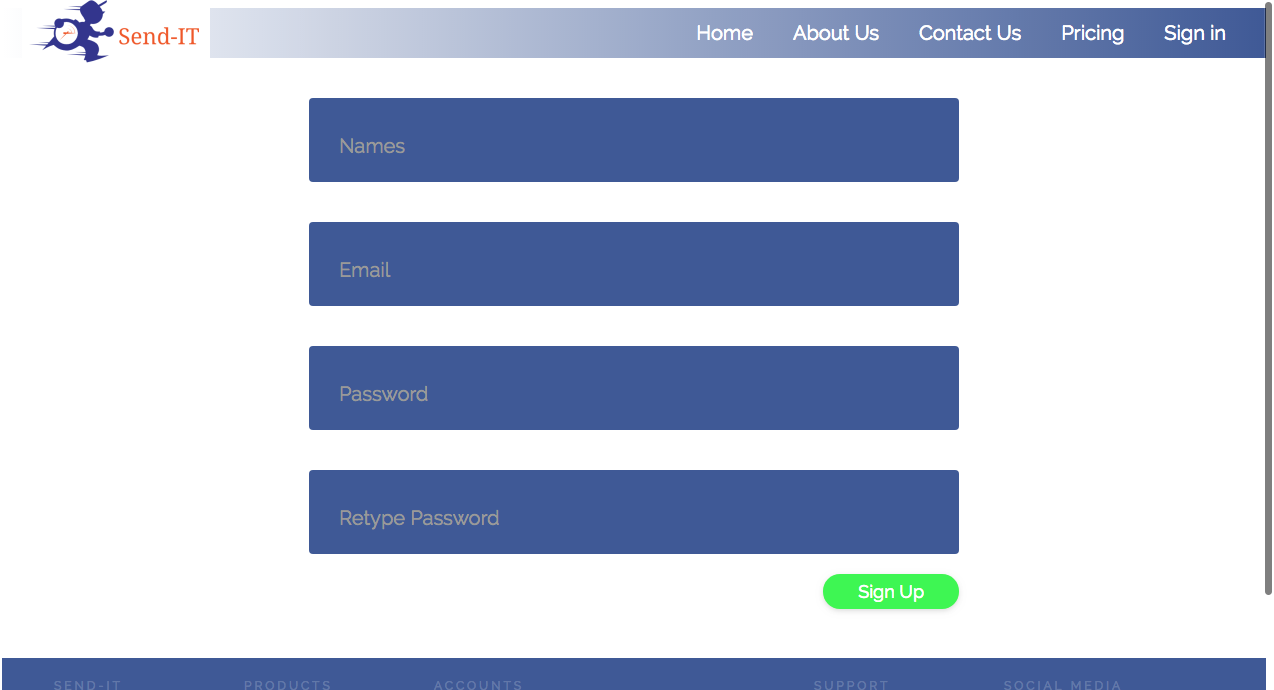 Send-IT
Home About Us Contact Us Pricing Sign in
Names
Email
Password
Retype Password
Sign Up
SEND-IT PRODUCTS ACCOUNTS SUPPORT SOCIAL MEDIA